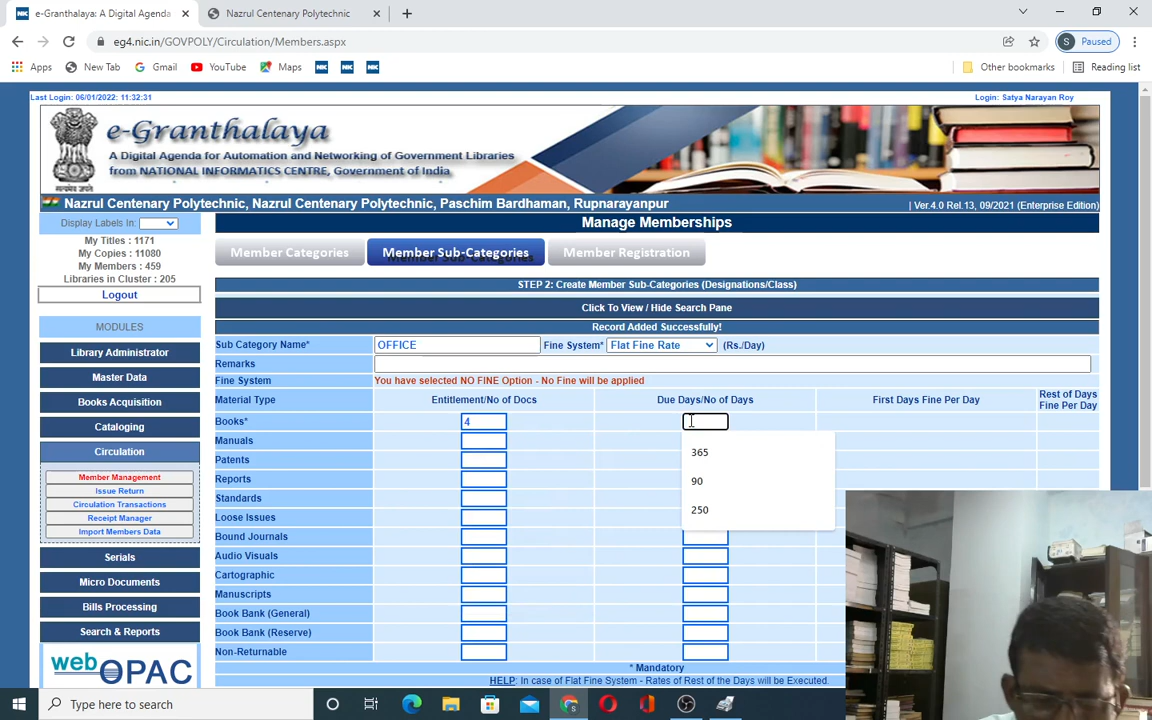 e-Granthalaya: A Digital Agenda
Nazrul Centenary Polytechnic
eg4.nic.in/GOVPOLY/Circulation/Members.aspx
S Paused
Apps New Tab Gmail YouTube Maps NIC NIC NIC Other bookmarks Reading list
Last Login: 06/01/2022: 11:32:31
Login: Satya Narayan Roy
e-Granthalaya
A Digital Agenda for Automation and Networking of Government Libraries
from NATIONAL INFORMATICS CENTRE, Government of India
Nazrul Centenary Polytechnic, Nazrul Centenary Polytechnic, Paschim Bardhaman, Rupnarayanpur
| Ver.4.0 Rel.13, 09/2021 (Enterprise Edition)
Display Labels In:
My Titles : 1171
My Copies : 11080
My Members : 459
Libraries in Cluster : 205
Logout
MODULES
Library Administrator
Master Data
Books Acquisition
Cataloging
Circulation
Member Management
Issue Return
Circulation Transactions
Receipt Manager
Import Members Data
Serials
Micro Documents
Bills Processing
Search & Reports
web OPAC
Manage Memberships
Member Categories Member Sub-Categories Member Registration
STEP 2: Create Member Sub-Categories (Designations/Class)
Click To View / Hide Search Pane
Record Added Successfully!
Sub Category Name* OFFICE Fine System* Flat Fine Rate (Rs./Day)
Remarks
Fine System You have selected NO FINE Option - No Fine will be applied
Material Type Entitlement/No of Docs Due Days/No of Days First Days Fine Per Day Rest of Days Fine Per Day
Books* 4
Manuals
365
Patents
90
Reports
Standards
250
Loose Issues
Bound Journals
Audio Visuals
Cartographic
Manuscripts
Book Bank (General)
Book Bank (Reserve)
Non-Returnable
* Mandatory
HELP: In case of Flat Fine System - Rates of Rest of the Days will be Executed.
Type here to search